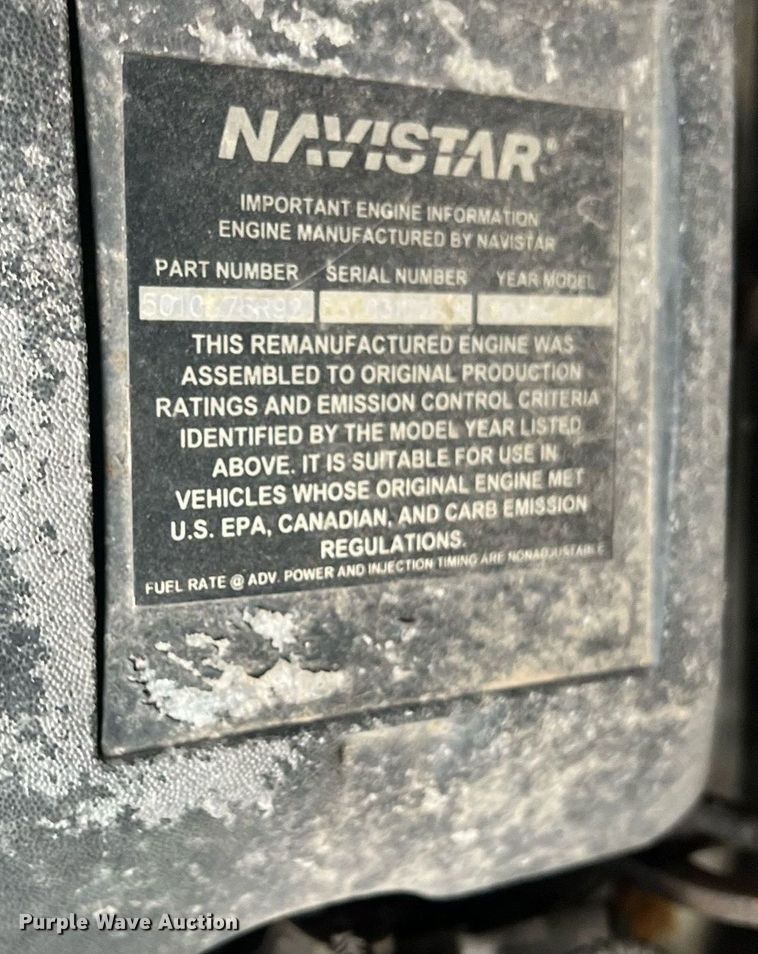 NAVISTAR®
IMPORTANT ENGINE INFORMATION
ENGINE MANUFACTURED BY NAVISTAR
PART NUMBER SERIAL NUMBER YEAR MODEL
THIS REMANUFACTURED ENGINE WAS
ASSEMBLED TO ORIGINAL PRODUCTION
RATINGS AND EMISSION CONTROL CRITERIA
IDENTIFIED BY THE MODEL YEAR LISTED
ABOVE. IT IS SUITABLE FOR USE IN
VEHICLES WHOSE ORIGINAL ENGINE MET
U.S. EPA, CANADIAN, AND CARB EMISSION
REGULATIONS.
FUEL RATE @ ADV. POWER AND INJECTION TIMING ARE NONADJUSTABLE
Purple Wave Auction